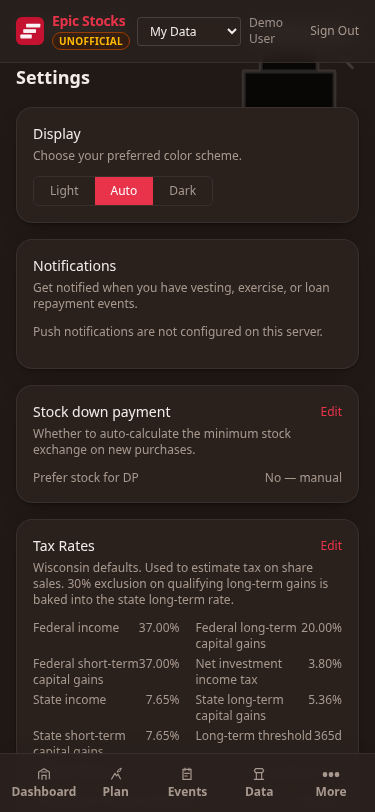 Epic Stocks
UNOFFICIAL
My Data
Demo
User
Sign Out
Settings
Display
Choose your preferred color scheme.
Light
Auto
Dark
Notifications
Get notified when you have vesting, exercise, or loan
repayment events.
Push notifications are not configured on this server.
Stock down payment
Edit
Whether to auto-calculate the minimum stock
exchange on new purchases.
Prefer stock for DP
No — manual
Tax Rates
Edit
Wisconsin defaults. Used to estimate tax on share
sales. 30% exclusion on qualifying long-term gains is
baked into the state long-term rate.
Federal income 37.00%
Federal long-term 20.00%
capital gains
Federal short-term 37.00%
capital gains
Net investment 3.80%
income tax
State income 7.65%
State long-term 5.36%
capital gains
State short-term 7.65%
capital gains
Long-term threshold 365d
Dashboard
Plan
Events
Data
More